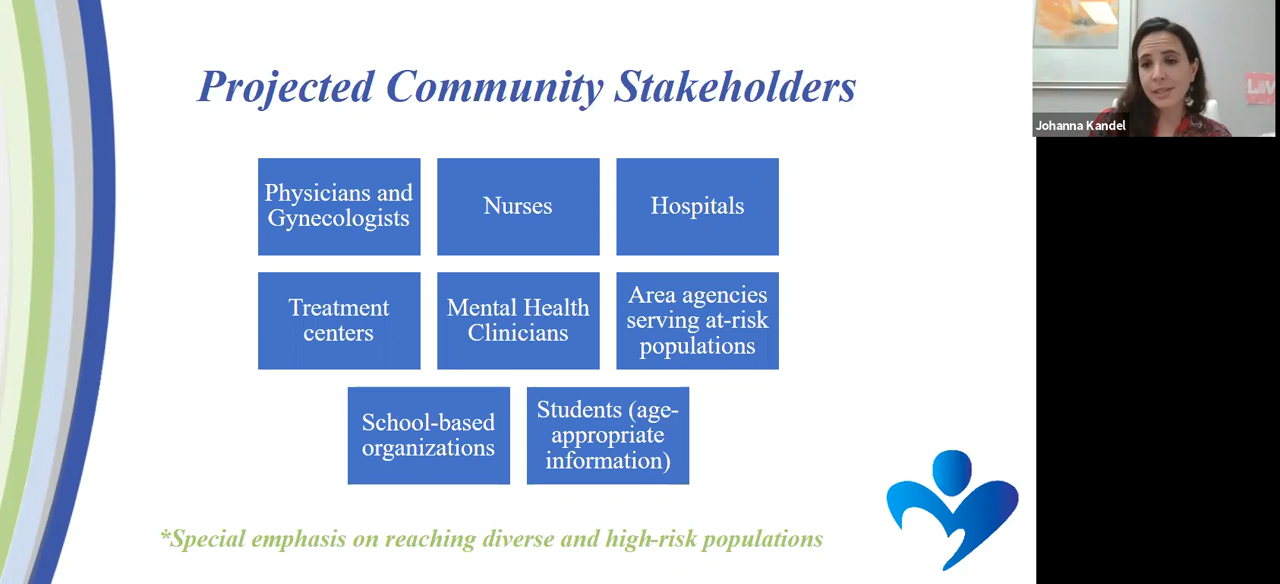 Projected Community Stakeholders
Johanna Kandel
Physicians and
Gynecologists
Nurses
Hospitals
Treatment
centers
Mental Health
Clinicians
Area agencies
serving at-risk
populations
School-based
organizations
Students (age-
appropriate
information)
*Special emphasis on reaching diverse and high-risk populations